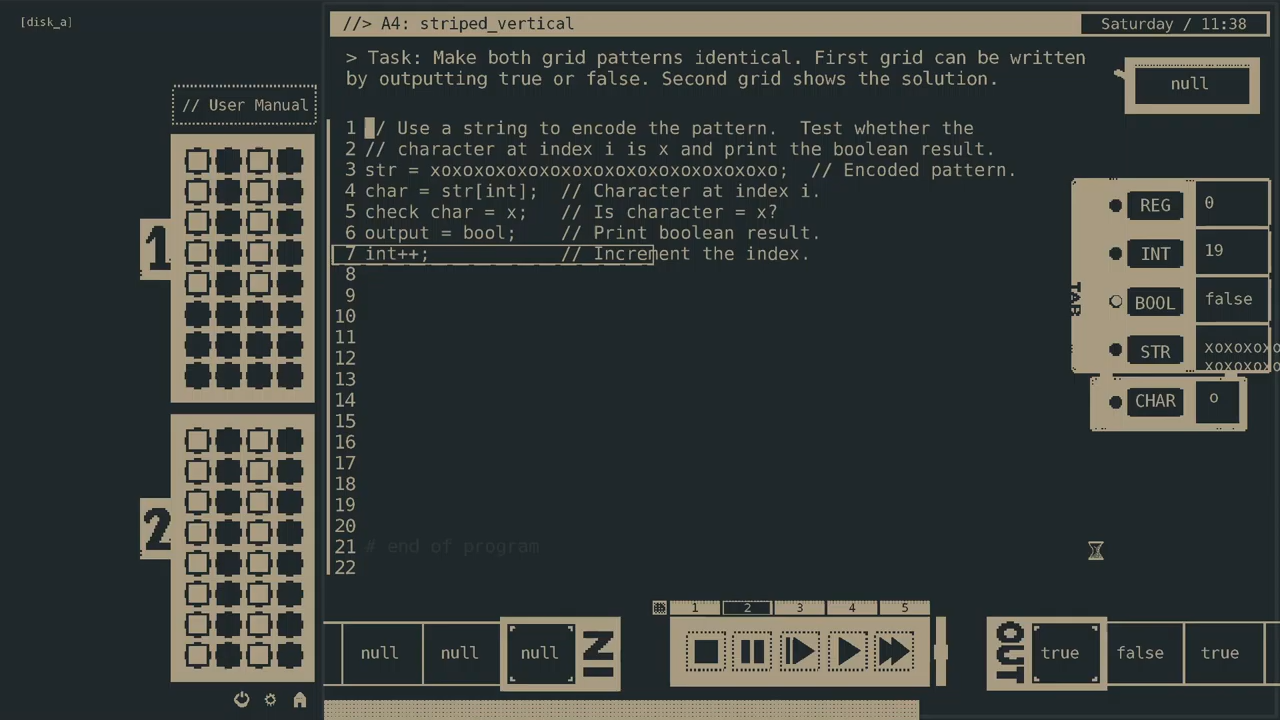 [disk_a]
//> A4: striped_vertical
Saturday / 11:38
> Task: Make both grid patterns identical. First grid can be written
by outputting true or false. Second grid shows the solution.
null
// User Manual
1
2
1 // Use a string to encode the pattern.  Test whether the
2 // character at index i is x and print the boolean result.
3 str = xoxoxoxoxoxoxoxoxoxoxoxoxoxoxoxo;  // Encoded pattern.
4 char = str[int];  // Character at index i.
5 check char = x;   // Is character = x?
6 output = bool;    // Print boolean result.
7 int++;            // Increment the index.
8
9
10
11
12
13
14
15
16
17
18
19
20
21 # end of program
22
TAB
REG 0
INT 19
BOOL false
STR xoxoxoxo
xoxoxoxo
CHAR o
1 2 3 4 5
null null null IN
OUT true false true